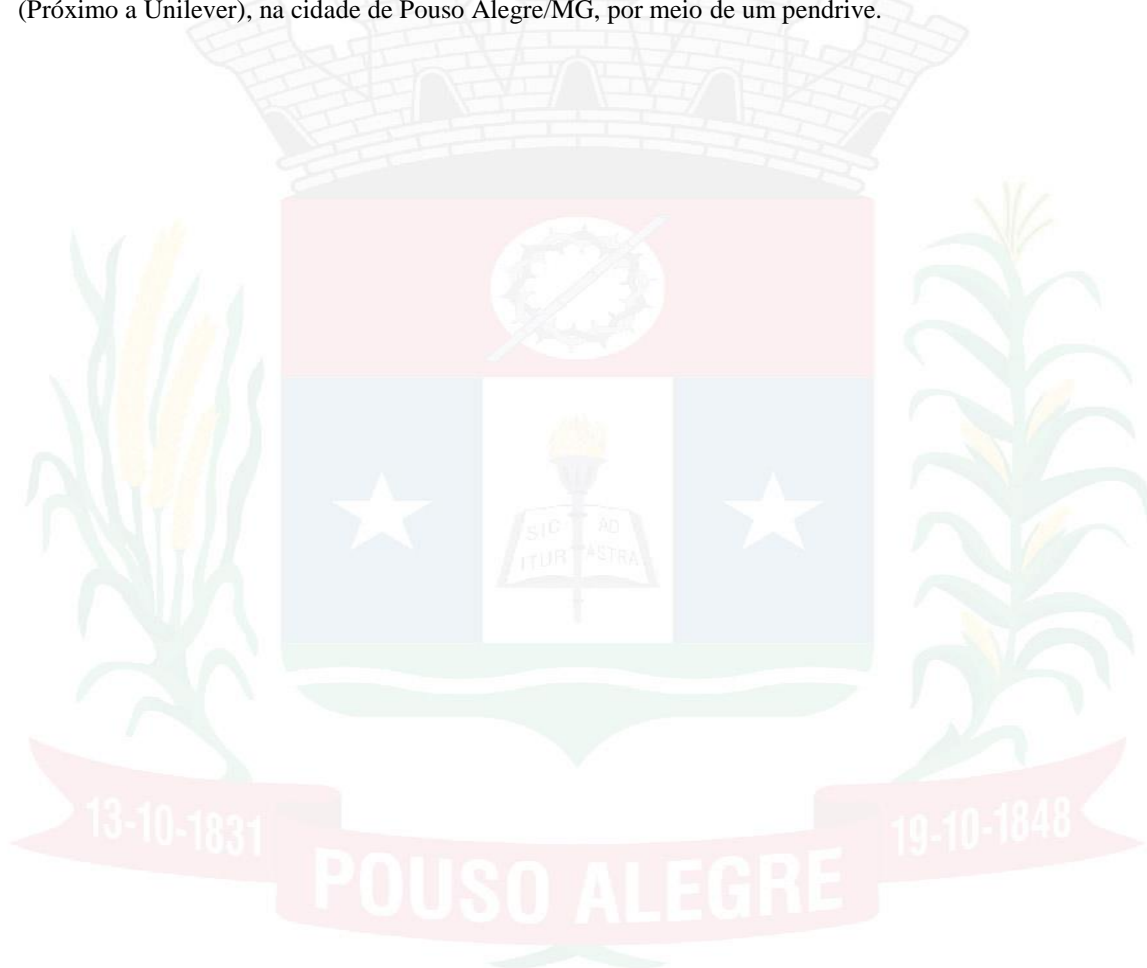 (Próximo a Unilever), na cidade de Pouso Alegre/MG, por meio de um pendrive.
SIC AD
ITUR ASTRA
13-10-1831
19-10-1848
POUSO ALEGRE